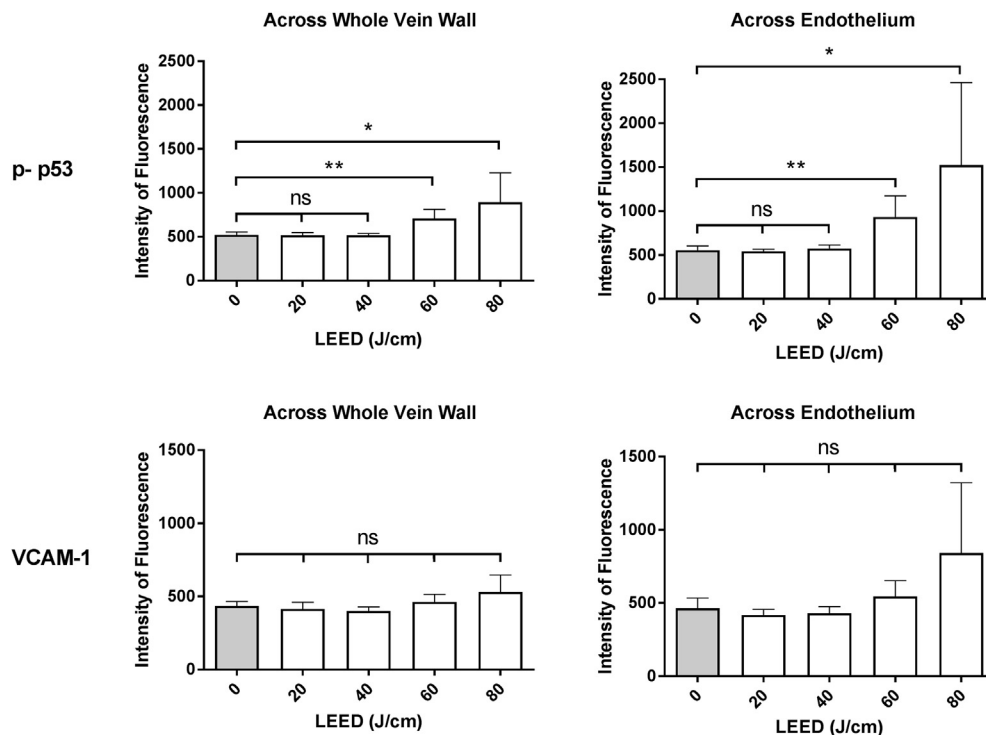 Across Whole Vein Wall
Across Endothelium
p- p53
Intensity of Fluorescence
2500
2000
1500
1000
500
0
*
**
ns
0 20 40 60 80
LEED (J/cm)
Intensity of Fluorescence
2500
2000
1500
1000
500
0
*
**
ns
0 20 40 60 80
LEED (J/cm)
Across Whole Vein Wall
Across Endothelium
VCAM-1
Intensity of Fluorescence
1500
1000
500
0
ns
0 20 40 60 80
LEED (J/cm)
Intensity of Fluorescence
1500
1000
500
0
ns
0 20 40 60 80
LEED (J/cm)